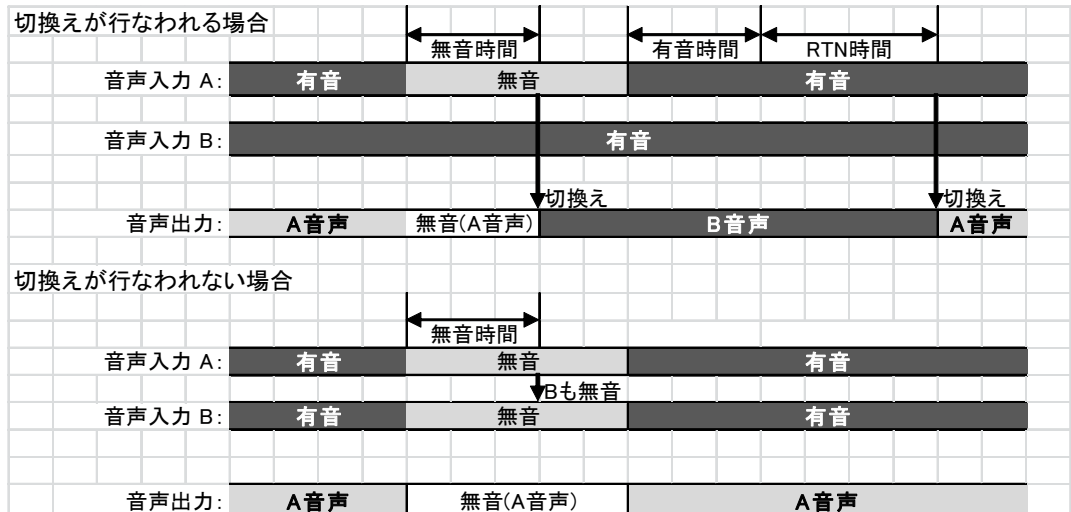 切換えが行なわれる場合
無音時間 有音時間 RTN時間
音声入力 A: 有音 無音 有音
音声入力 B: 有音
切換え 切換え
音声出力: A音声 無音(A音声) B音声 A音声
切換えが行なわれない場合
無音時間
音声入力 A: 有音 無音 有音
Bも無音
音声入力 B: 有音 無音 有音
音声出力: A音声 無音(A音声) A音声